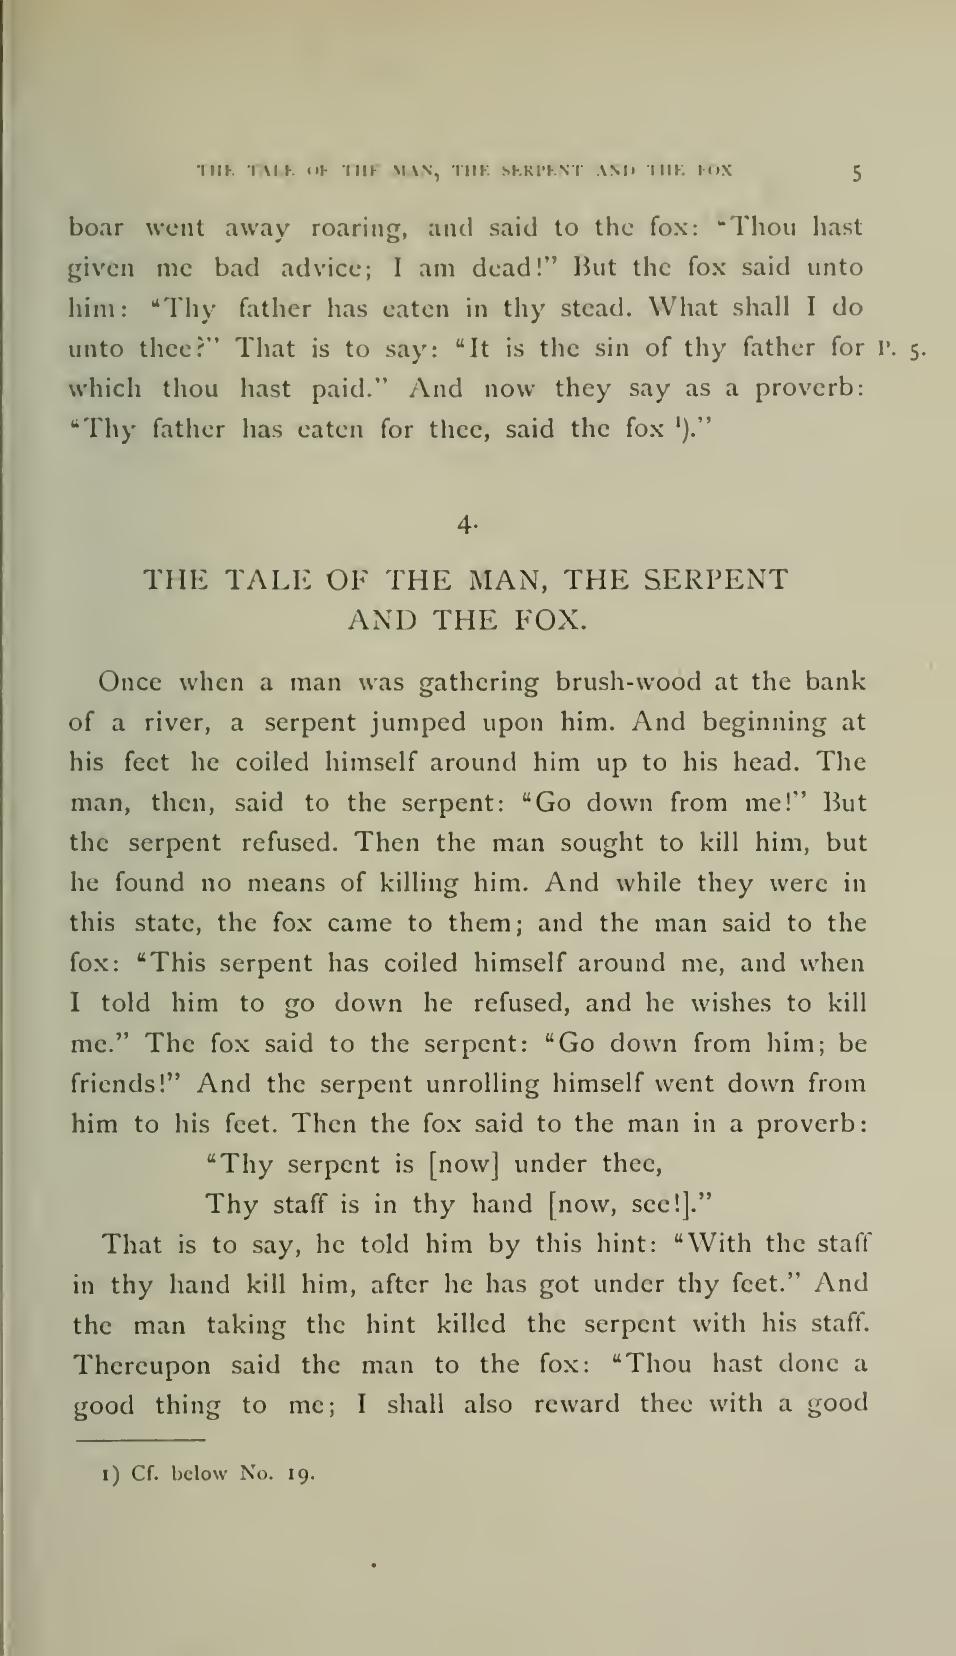 THE TALE OF THE MAN, THE SERPENT AND THE FOX 5
boar went away roaring, and said to the fox: “Thou hast
given me bad advice; I am dead!” But the fox said unto
him: “Thy father has eaten in thy stead. What shall I do
unto thee?” That is to say: “It is the sin of thy father for P. 5.
which thou hast paid.” And now they say as a proverb:
“Thy father has eaten for thee, said the fox ¹).”
4.
THE TALE OF THE MAN, THE SERPENT
AND THE FOX.
Once when a man was gathering brush-wood at the bank
of a river, a serpent jumped upon him. And beginning at
his feet he coiled himself around him up to his head. The
man, then, said to the serpent: “Go down from me!” But
the serpent refused. Then the man sought to kill him, but
he found no means of killing him. And while they were in
this state, the fox came to them; and the man said to the
fox: “This serpent has coiled himself around me, and when
I told him to go down he refused, and he wishes to kill
me.” The fox said to the serpent: “Go down from him; be
friends!” And the serpent unrolling himself went down from
him to his feet. Then the fox said to the man in a proverb:
“Thy serpent is [now] under thee,
Thy staff is in thy hand [now, see!].”
That is to say, he told him by this hint: “With the staff
in thy hand kill him, after he has got under thy feet.” And
the man taking the hint killed the serpent with his staff.
Thereupon said the man to the fox: “Thou hast done a
good thing to me; I shall also reward thee with a good
1) Cf. below No. 19.